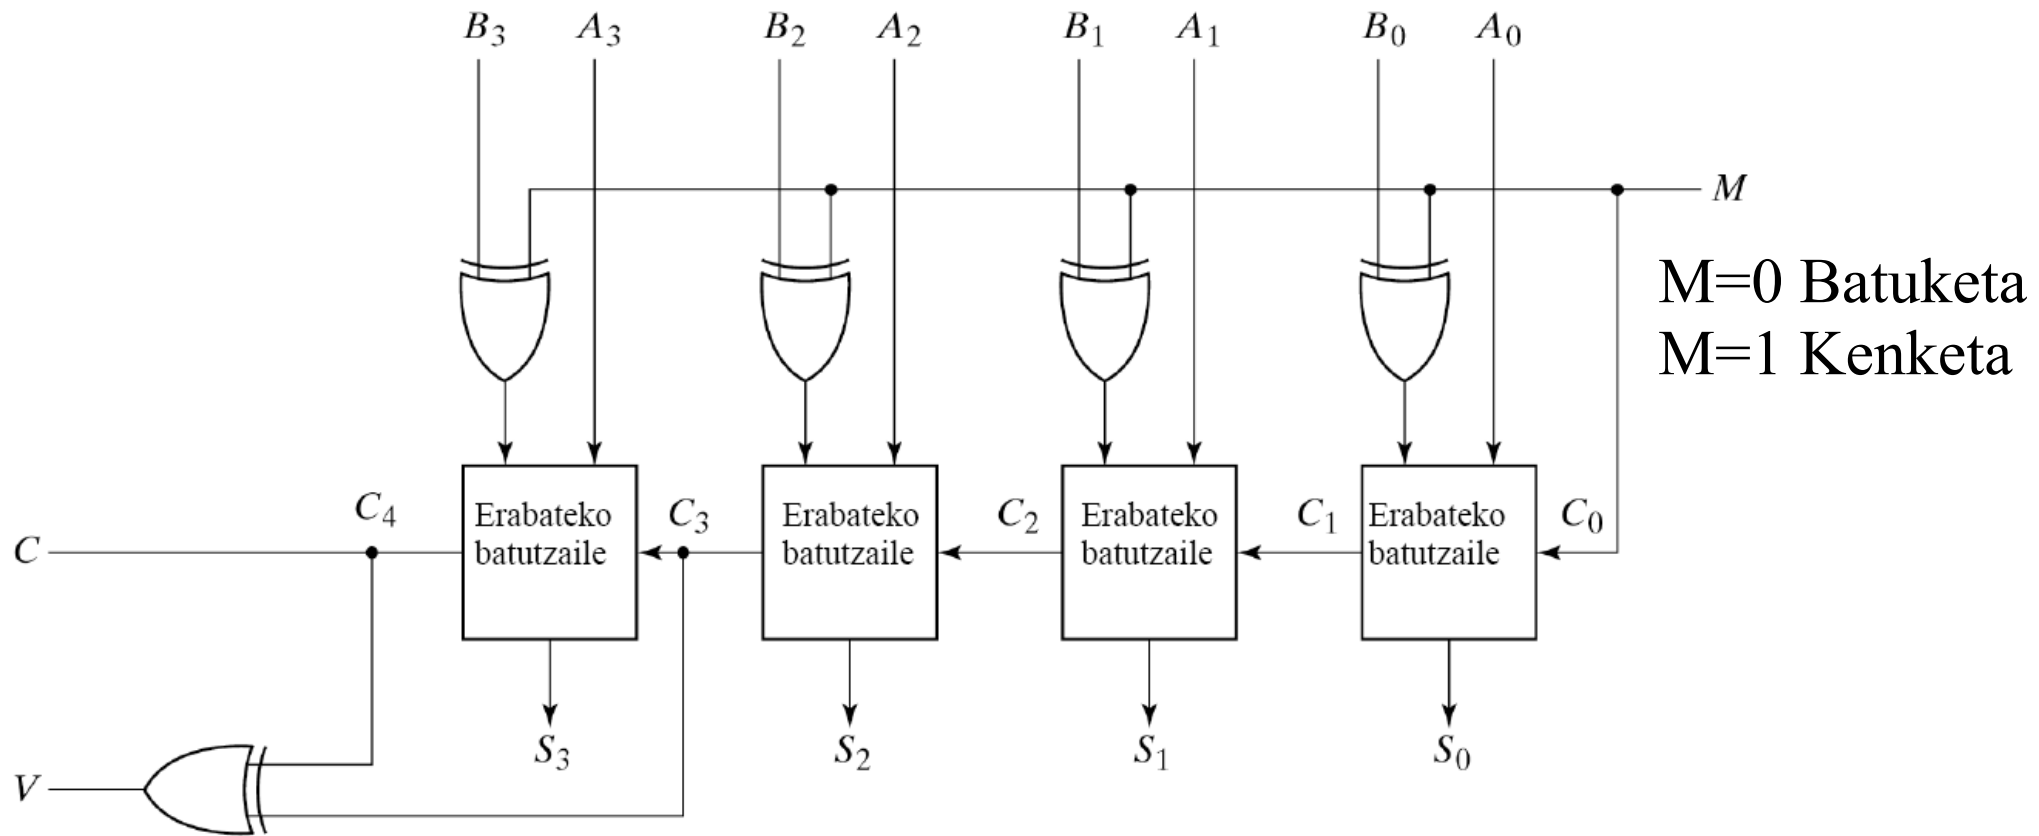 B₃ A₃ B₂ A₂ B₁ A₁ B₀ A₀
M
M=0 Batuketa
M=1 Kenketa
C C₄ Erabateko batutzaile C₃ Erabateko batutzaile C₂ Erabateko batutzaile C₁ Erabateko batutzaile C₀
S₃ S₂ S₁ S₀
V